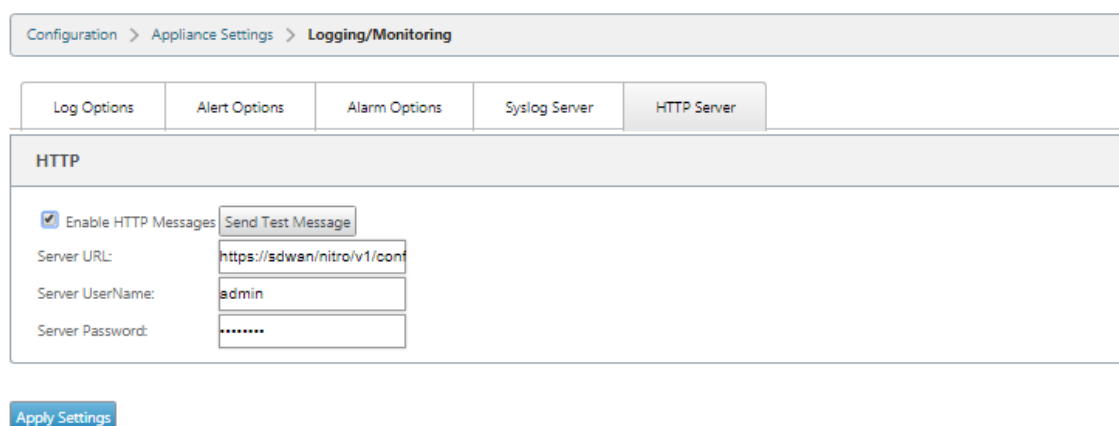 Configuration > Appliance Settings > Logging/Monitoring
Log Options
Alert Options
Alarm Options
Syslog Server
HTTP Server
HTTP
Enable HTTP Messages Send Test Message
Server URL: https://sdwan/nitro/v1/conf
Server UserName: admin
Server Password: ••••••••
Apply Settings